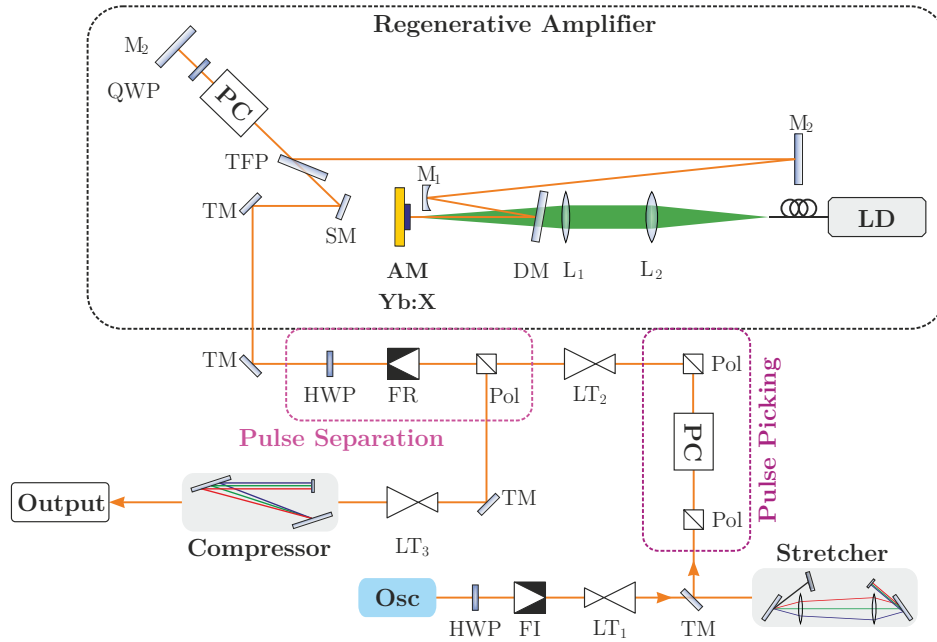 Regenerative Amplifier
M2
QWP
PC
M2
TFP
M1
TM
SM
LD
AM
DM
L1
L2
Yb:X
TM
HWP
FR
Pol
LT2
Pol
Pulse Separation
PC
Pulse Picking
Output
TM
Pol
Compressor
LT3
Stretcher
Osc
HWP
FI
LT1
TM